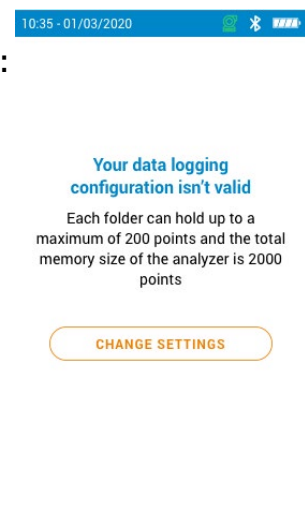 10:35 - 01/03/2020
:
Your data logging
configuration isn't valid
Each folder can hold up to a
maximum of 200 points and the total
memory size of the analyzer is 2000
points
CHANGE SETTINGS